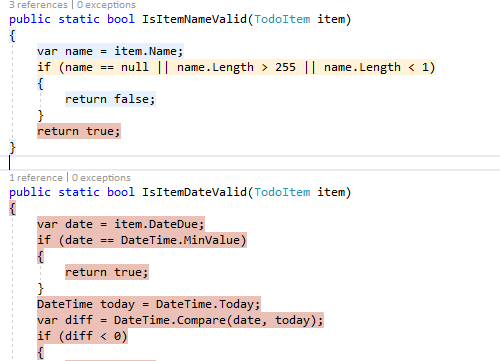 3 references | 0 exceptions
public static bool IsItemNameValid(TodoItem item)
{
var name = item.Name;
if (name == null || name.Length > 255 || name.Length < 1)
{
return false;
}
return true;
}
1 reference | 0 exceptions
public static bool IsItemDateValid(TodoItem item)
{
var date = item.DateDue;
if (date == DateTime.MinValue)
{
return true;
}
DateTime today = DateTime.Today;
var diff = DateTime.Compare(date, today);
if (diff < 0)
{